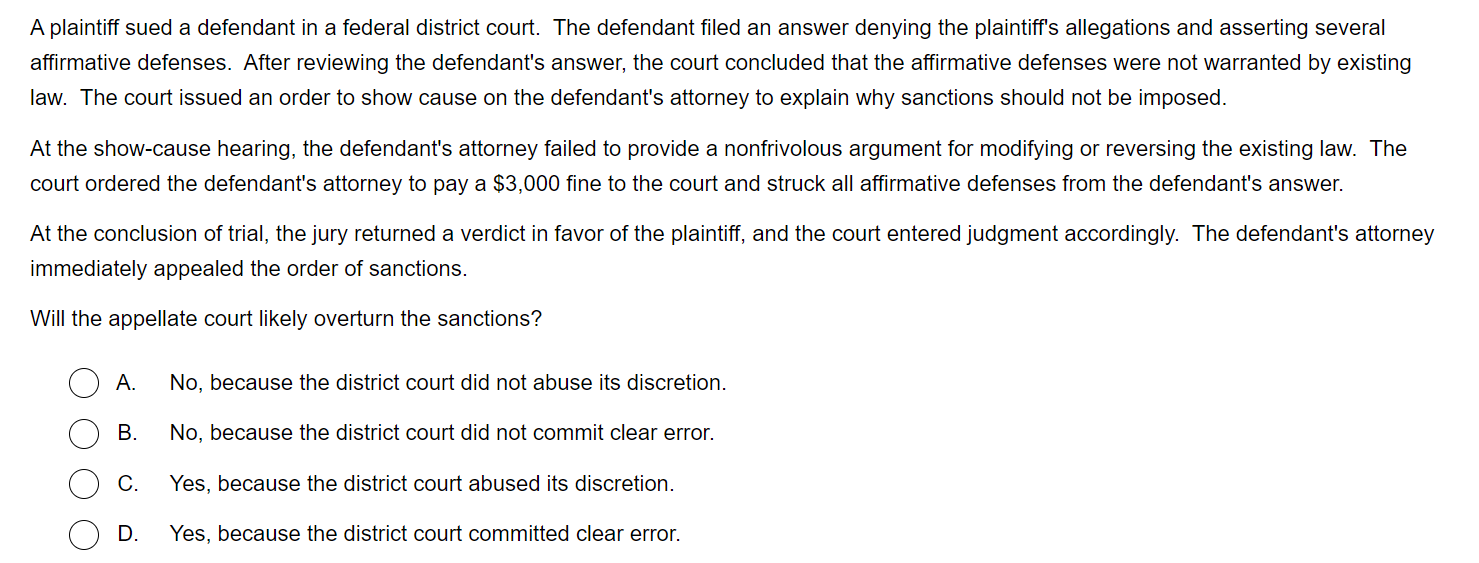 A plaintiff sued a defendant in a federal district court.  The defendant filed an answer denying the plaintiff's allegations and asserting several
affirmative defenses.  After reviewing the defendant's answer, the court concluded that the affirmative defenses were not warranted by existing
law.  The court issued an order to show cause on the defendant's attorney to explain why sanctions should not be imposed.
At the show-cause hearing, the defendant's attorney failed to provide a nonfrivolous argument for modifying or reversing the existing law.  The
court ordered the defendant's attorney to pay a $3,000 fine to the court and struck all affirmative defenses from the defendant's answer.
At the conclusion of trial, the jury returned a verdict in favor of the plaintiff, and the court entered judgment accordingly.  The defendant's attorney
immediately appealed the order of sanctions.
Will the appellate court likely overturn the sanctions?
A. No, because the district court did not abuse its discretion.
B. No, because the district court did not commit clear error.
C. Yes, because the district court abused its discretion.
D. Yes, because the district court committed clear error.